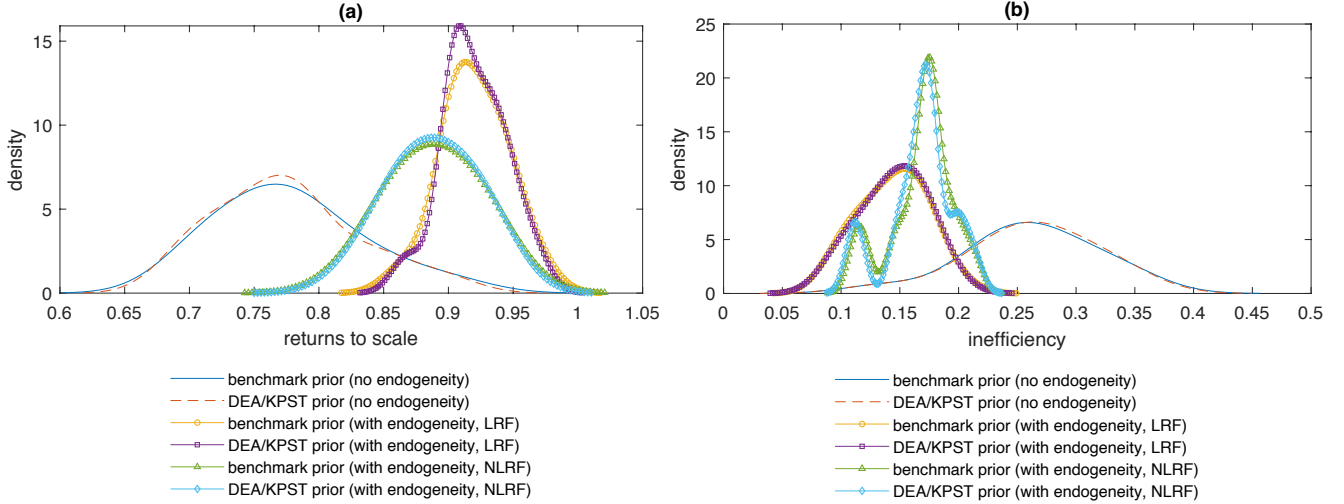 (a)
density
15
10
5
0
0.6
0.65
0.7
0.75
0.8
0.85
0.9
0.95
1
1.05
returns to scale
benchmark prior (no endogeneity)
DEA/KPST prior (no endogeneity)
benchmark prior (with endogeneity, LRF)
DEA/KPST prior (with endogeneity, LRF)
benchmark prior (with endogeneity, NLRF)
DEA/KPST prior (with endogeneity, NLRF)
(b)
density
25
20
15
10
5
0
0
0.05
0.1
0.15
0.2
0.25
0.3
0.35
0.4
0.45
0.5
inefficiency
benchmark prior (no endogeneity)
DEA/KPST prior (no endogeneity)
benchmark prior (with endogeneity, LRF)
DEA/KPST prior (with endogeneity, LRF)
benchmark prior (with endogeneity, NLRF)
DEA/KPST prior (with endogeneity, NLRF)